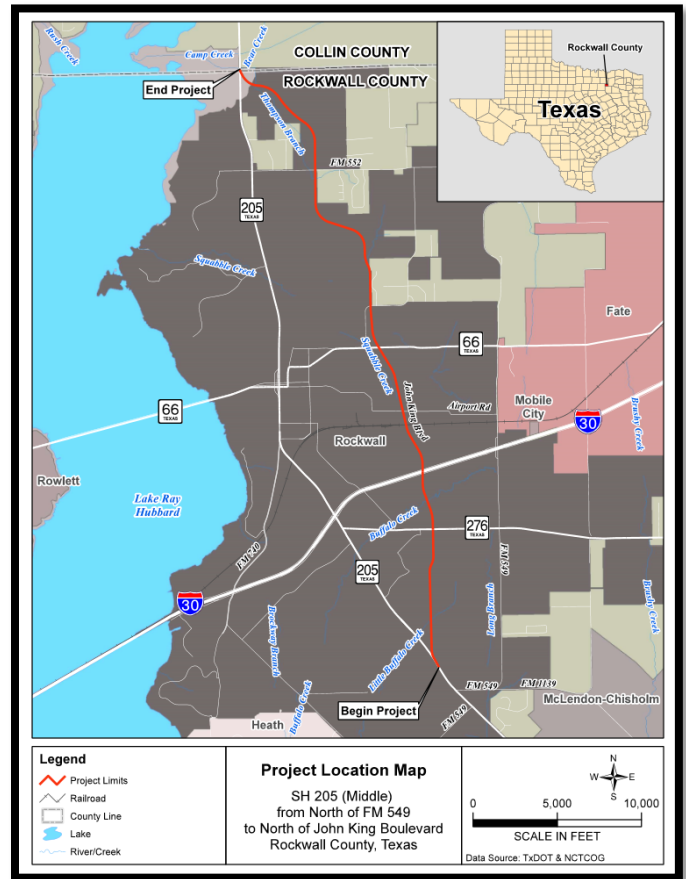 Rush Creek
Camp Creek
Bear Creek
COLLIN COUNTY
ROCKWALL COUNTY
End Project
Rockwall County
Texas
Thompson Branch
FM 552
205
TEXAS
Squabble Creek
Fate
66
TEXAS
Squabble Creek
John King Blvd
Airport Rd
Mobile
City
30
Brushy Creek
66
TEXAS
Rockwall
Rowlett
Lake Ray
Hubbard
Buffalo Creek
276
TEXAS
FM 740
205
TEXAS
FM 549
Long Branch
Brushy Creek
30
Brockway Branch
Little Buffalo Creek
Buffalo Creek
FM 549
FM 1139
McLendon-Chisholm
Begin Project
FM 549
Heath
Legend
Project Limits
Railroad
County Line
Lake
River/Creek
Project Location Map
SH 205 (Middle)
from North of FM 549
to North of John King Boulevard
Rockwall County, Texas
N
W E
S
0 5,000 10,000
SCALE IN FEET
Data Source: TxDOT & NCTCOG